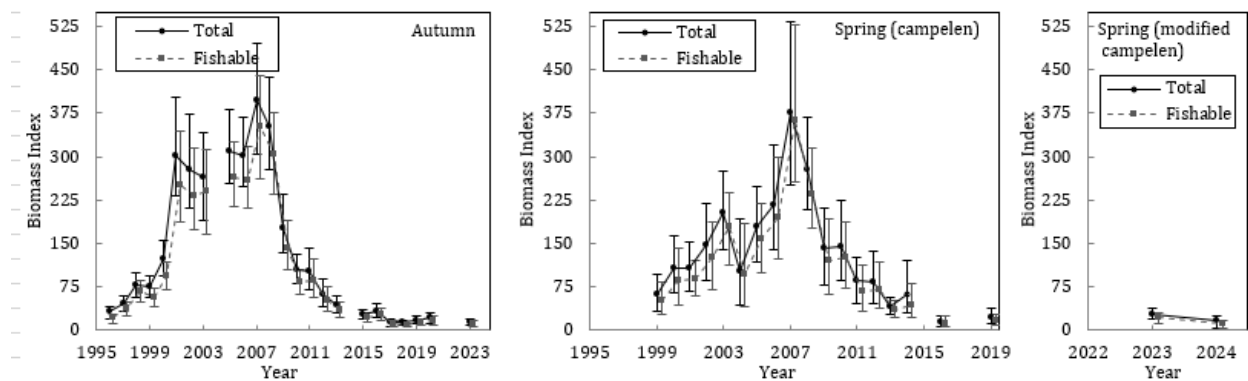 Autumn
Total
Fishable
525
450
375
300
225
150
75
0
Biomass Index
1995 1999 2003 2007 2011 2015 2019 2023
Year
Spring (campelen)
Total
Fishable
525
450
375
300
225
150
75
0
Biomass Index
1995 1999 2003 2007 2011 2015 2019
Year
Spring (modified
campelen)
Total
Fishable
525
450
375
300
225
150
75
0
Biomass Index
2022 2023 2024
Year